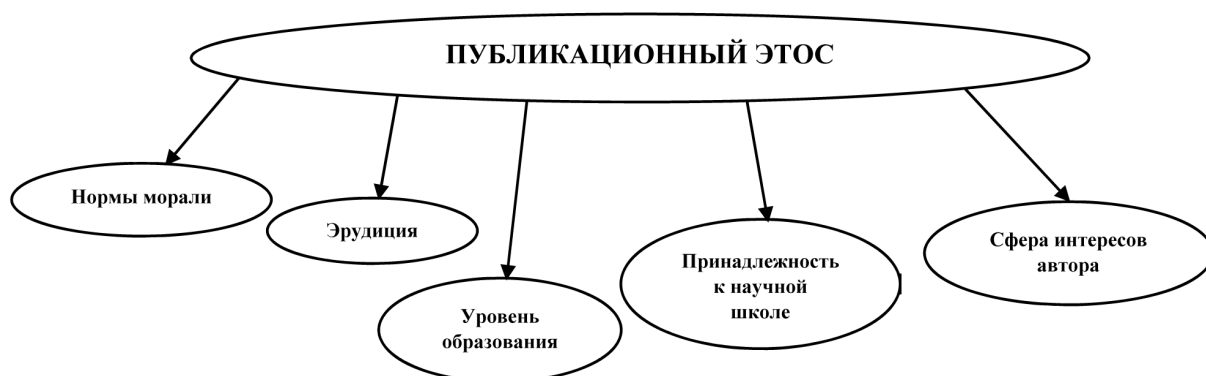 ПУБЛИКАЦИОННЫЙ ЭТОС
Нормы морали
Эрудиция
Уровень
образования
Принадлежность
к научной
школе
Сфера интересов
автора